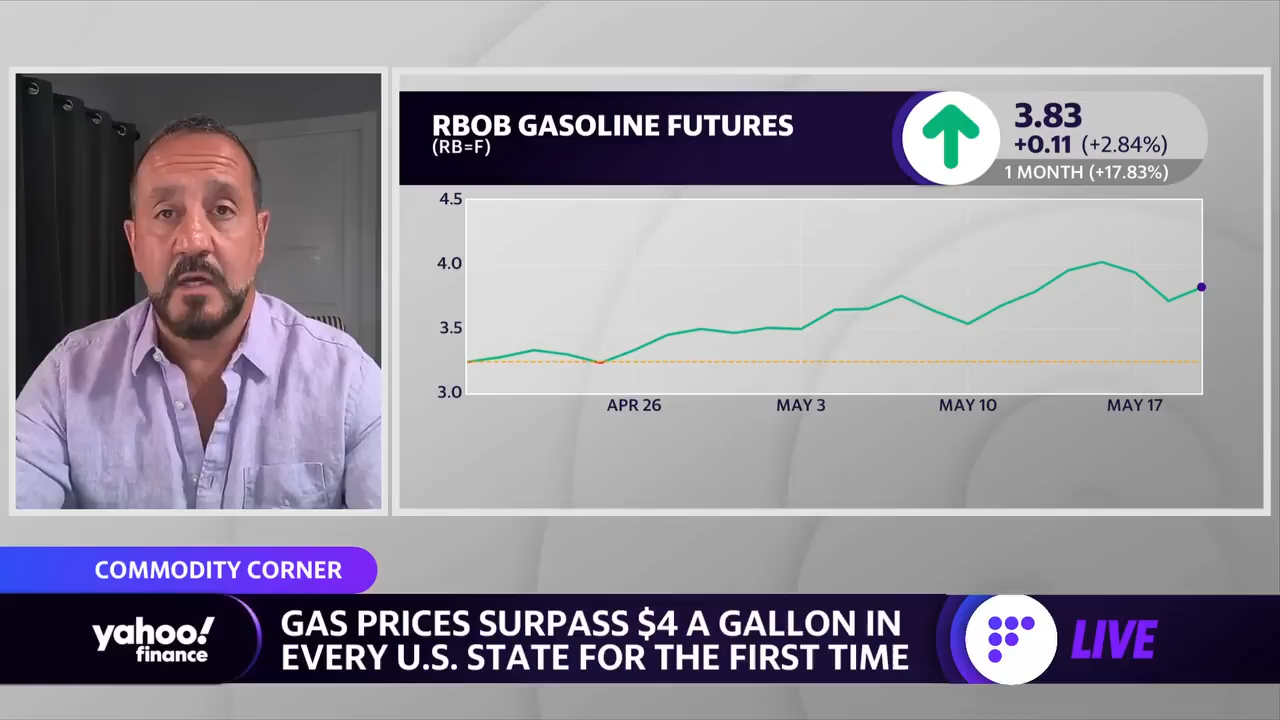 RBOB GASOLINE FUTURES
(RB=F)
3.83
+0.11 (+2.84%)
1 MONTH (+17.83%)
4.5
4.0
3.5
3.0
APR 26
MAY 3
MAY 10
MAY 17
COMMODITY CORNER
yahoo!
finance
GAS PRICES SURPASS $4 A GALLON IN
EVERY U.S. STATE FOR THE FIRST TIME
LIVE